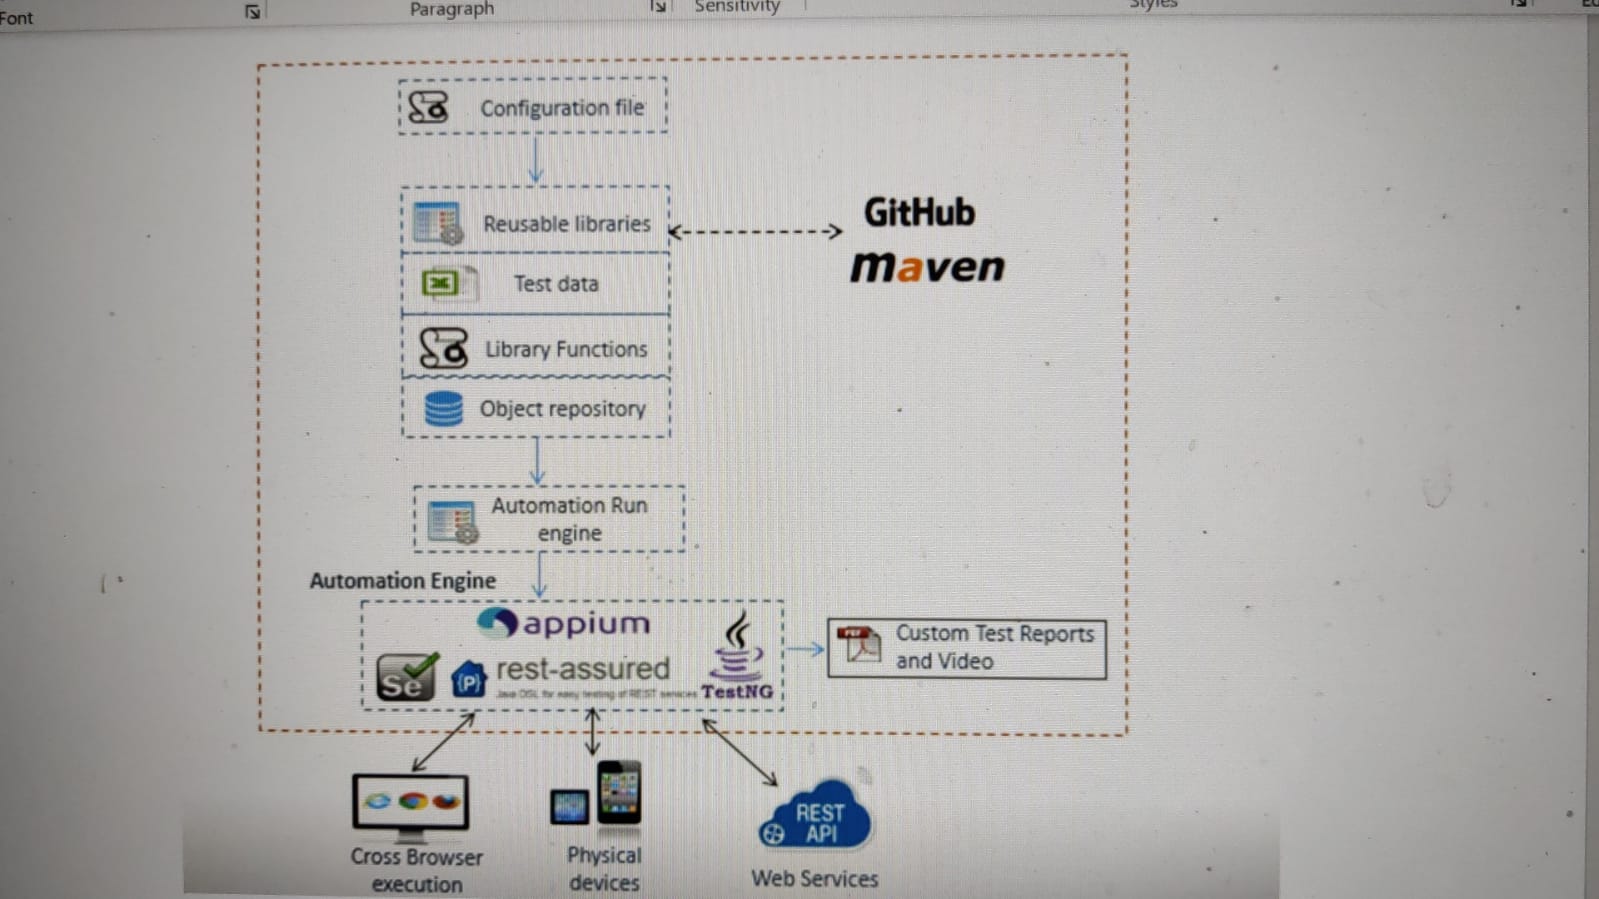 Font
Paragraph
Sensitivity
Styles
Configuration file
Reusable libraries
GitHub
maven
Test data
Library Functions
Object repository
Automation Run
engine
Automation Engine
appium
Se
{P}
rest-assured
Java DSL for easy testing of REST services
TestNG
PDF
Custom Test Reports
and Video
REST
API
Cross Browser
execution
Physical
devices
Web Services